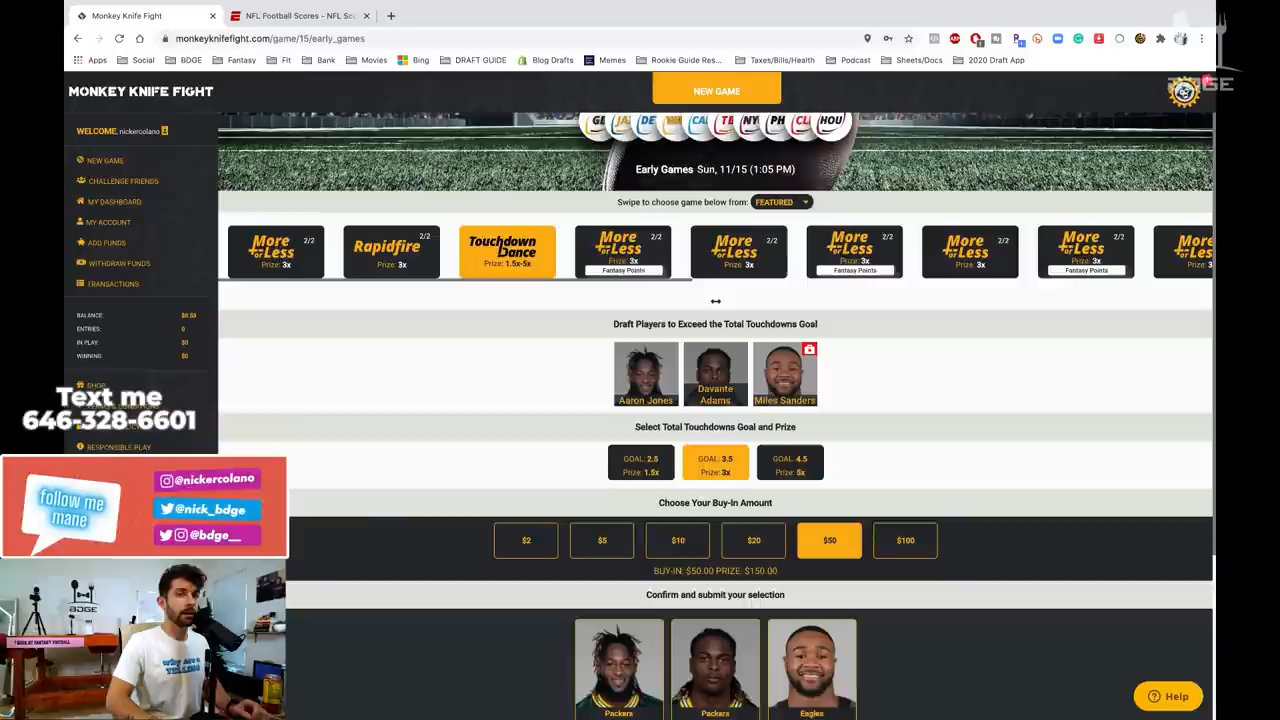 Monkey Knife Fight
NFL Football Scores - NFL Sc
monkeyknifefight.com/game/15/early_games
Apps
Social
BDGE
Fantasy
Fit
Bank
Movies
Bing
DRAFT GUIDE
Blog Drafts
Memes
Rookie Guide Res...
Taxes/Bills/Health
Podcast
Sheets/Docs
2020 Draft App
MONKEY KNIFE FIGHT
NEW GAME
WELCOME, nickercolano
NEW GAME
CHALLENGE FRIENDS
MY DASHBOARD
MY ACCOUNT
ADD FUNDS
WITHDRAW FUNDS
TRANSACTIONS
BALANCE: $0.53
ENTRIES: 0
IN PLAY: $0
WINNING: $0
SHOP
RESPONSIBLE PLAY
Text me
646-328-6601
follow me
mane
@nickercolano
@nick_bdge
@bdge__
BDGE
Early Games Sun, 11/15 (1:05 PM)
Swipe to choose game below from: FEATURED
More or Less 2/2
Prize: 3x
Rapidfire 2/2
Prize: 3x
Touchdown Dance
Prize: 1.5x-5x
More or Less 2/2
Prize: 3x
Fantasy Points
More or Less 2/2
Prize: 3x
More or Less 2/2
Prize: 3x
Fantasy Points
More or Less 2/2
Prize: 3x
More or Less 2/2
Prize: 3x
Fantasy Points
Draft Players to Exceed the Total Touchdowns Goal
Aaron Jones
Davante Adams
Miles Sanders
Select Total Touchdowns Goal and Prize
GOAL: 2.5
Prize: 1.5x
GOAL: 3.5
Prize: 3x
GOAL: 4.5
Prize: 5x
Choose Your Buy-In Amount
$2
$5
$10
$20
$50
$100
BUY-IN: $50.00 PRIZE: $150.00
Confirm and submit your selection
Packers
Packers
Eagles
Help